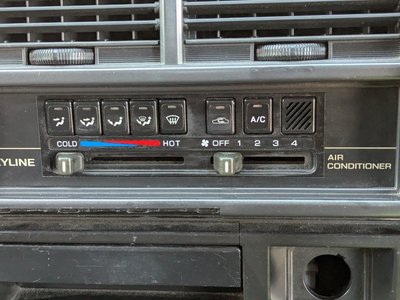 A/C
COLD HOT OFF 1 2 3 4
YLINE
AIR
CONDITIONER